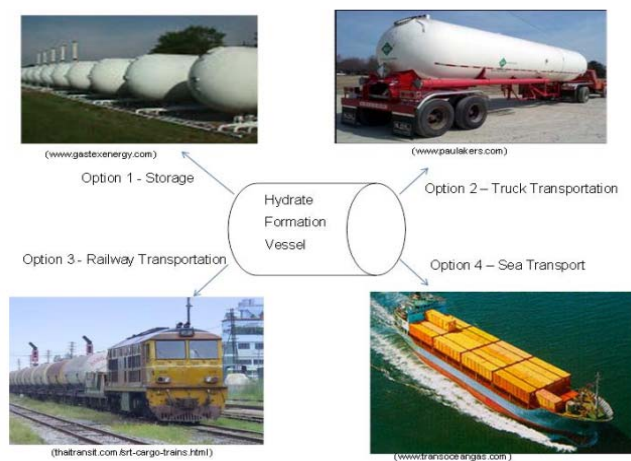 (www.gastexenergy.com)
(www.paulakers.com)
Option 1 - Storage
Option 2 – Truck Transportation
Hydrate
Formation
Vessel
Option 3 - Railway Transportation
Option 4 – Sea Transport
(thaitransit.com/srt-cargo-trains.html)
(www.transoceangas.com)